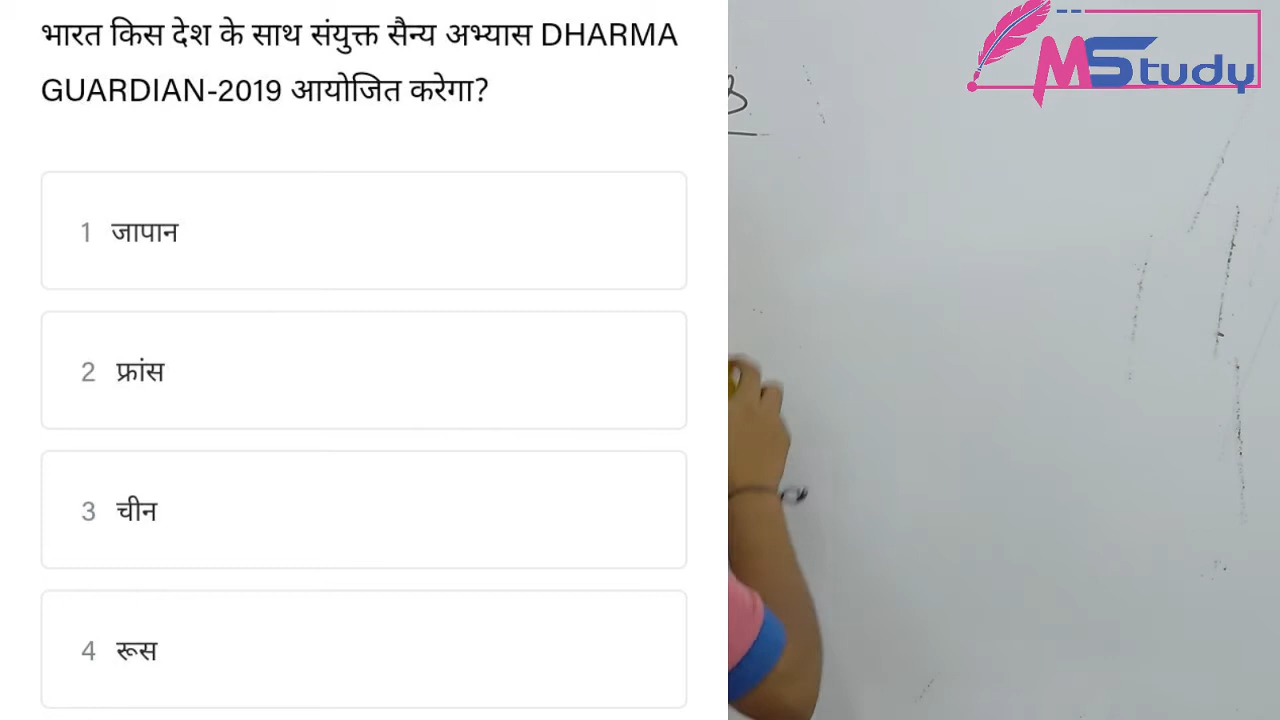 भारत किस देश के साथ संयुक्त सैन्य अभ्यास DHARMA
GUARDIAN-2019 आयोजित करेगा?
1 जापान
2 फ्रांस
3 चीन
4 रूस
MStudy